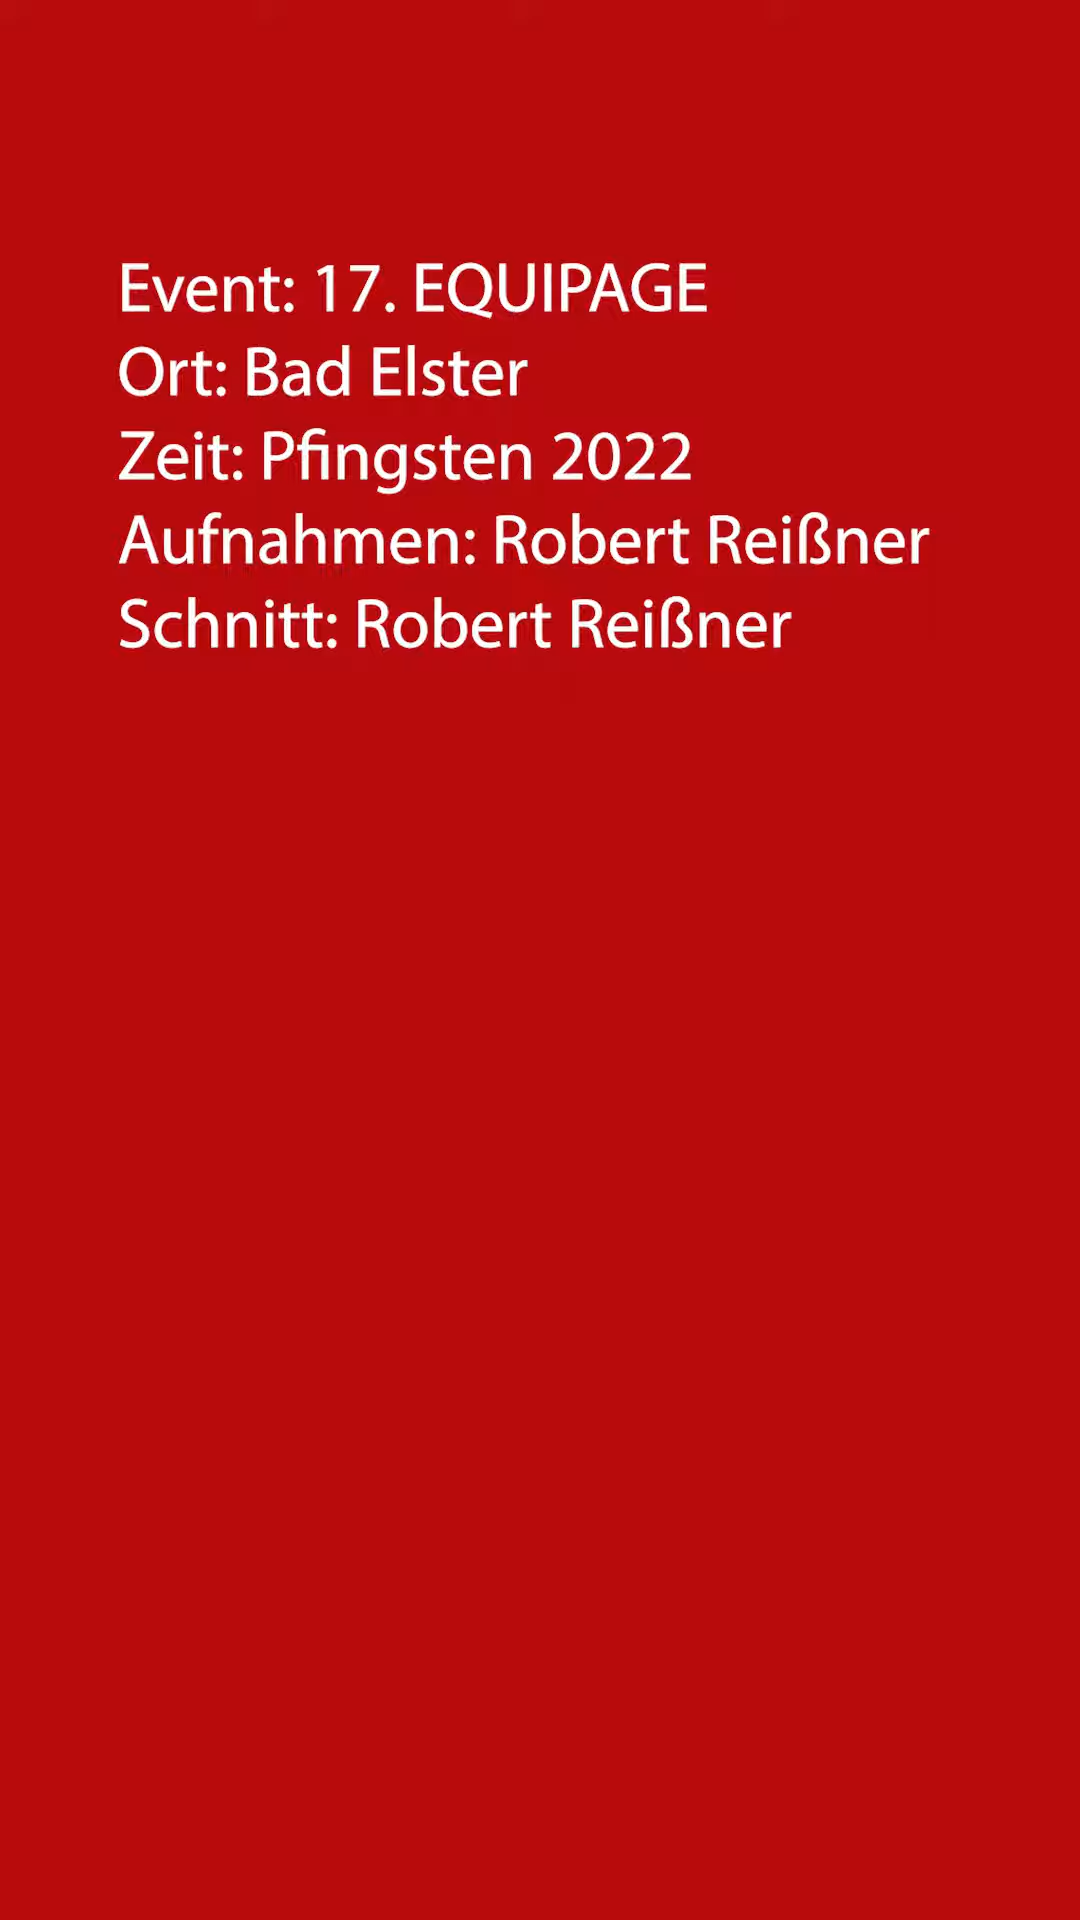 Event: 17. EQUIPAGE
Ort: Bad Elster
Zeit: Pfingsten 2022
Aufnahmen: Robert Reißner
Schnitt: Robert Reißner